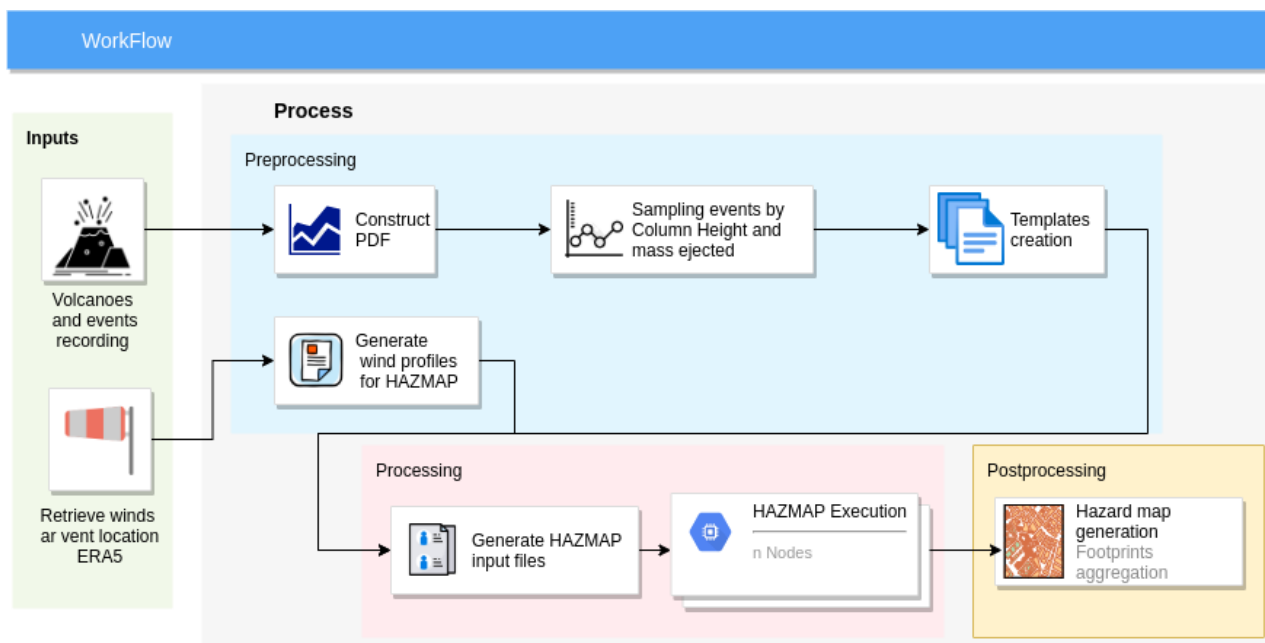 WorkFlow
Process
Inputs
Preprocessing
Construct
PDF
Sampling events by
Column Height and
mass ejected
Templates
creation
Volcanoes
and events
recording
Generate
wind profiles
for HAZMAP
Retrieve winds
ar vent location
ERA5
Processing
Generate HAZMAP
input files
HAZMAP Execution
n Nodes
Postprocessing
Hazard map
generation
Footprints
aggregation